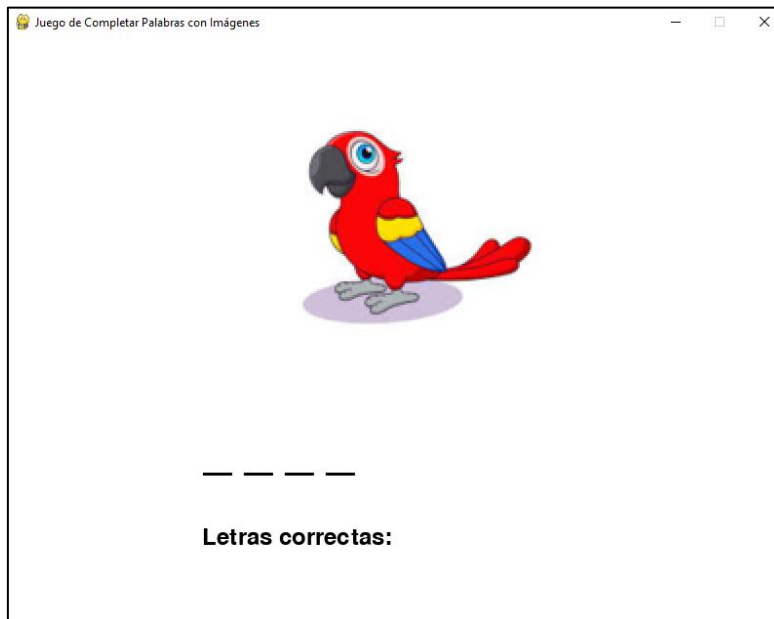 Juego de Completar Palabras con Imágenes
_ _ _ _
Letras correctas: